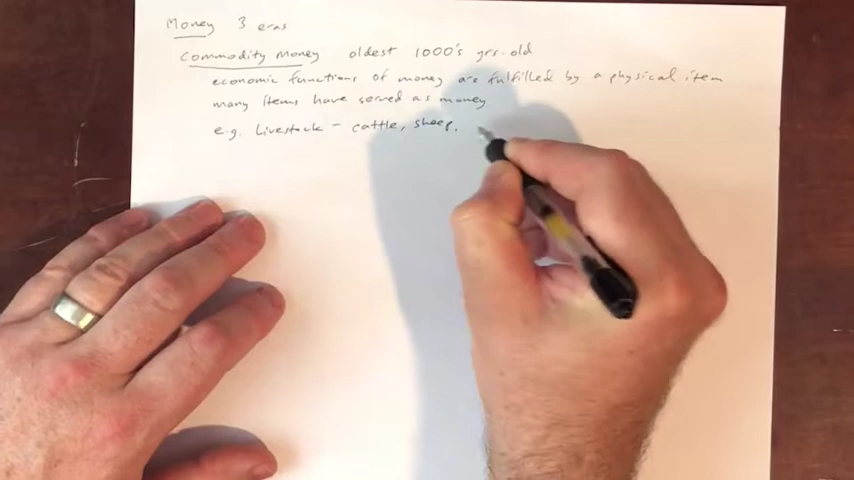 Money 3 eras
Commodity Money oldest 1000's yrs. old
economic functions of money are fulfilled by a physical item
many items have served as money
e.g. Livestock - cattle, sheep,